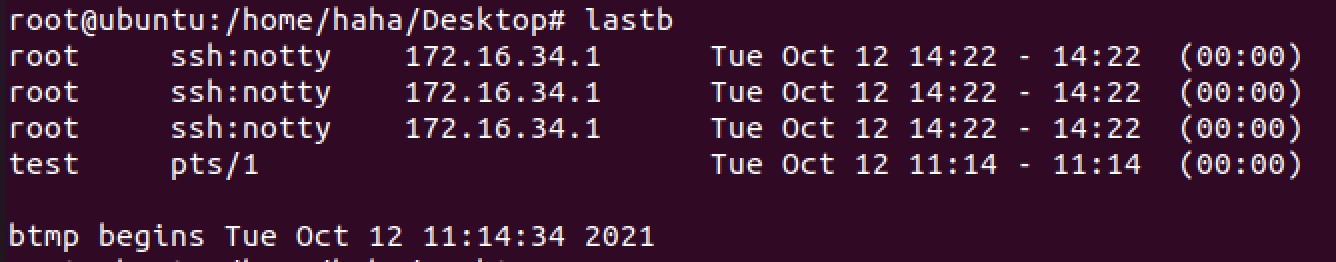 root@ubuntu:/home/haha/Desktop# lastb
root     ssh:notty    172.16.34.1      Tue Oct 12 14:22 - 14:22  (00:00)
root     ssh:notty    172.16.34.1      Tue Oct 12 14:22 - 14:22  (00:00)
root     ssh:notty    172.16.34.1      Tue Oct 12 14:22 - 14:22  (00:00)
test     pts/1                         Tue Oct 12 11:14 - 11:14  (00:00)
btmp begins Tue Oct 12 11:14:34 2021